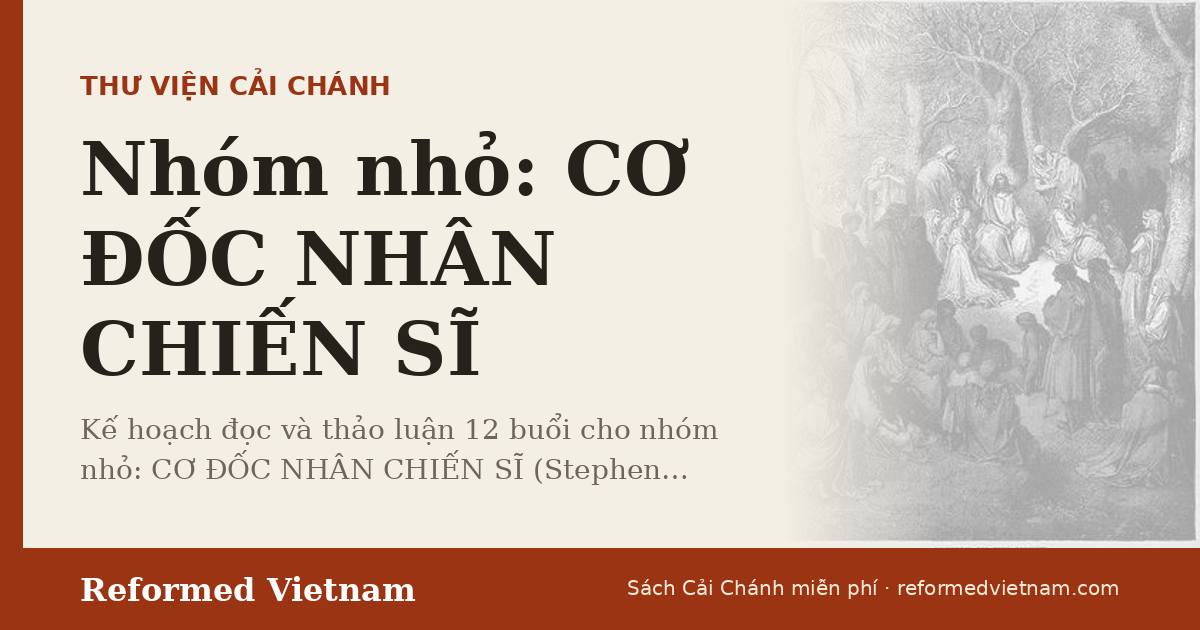 THƯ VIỆN CẢI CHÁNH
Nhóm nhỏ: CƠ
ĐỐC NHÂN
CHIẾN SĨ
Kế hoạch đọc và thảo luận 12 buổi cho nhóm
nhỏ: CƠ ĐỐC NHÂN CHIẾN SĨ (Stephen...
Reformed Vietnam
Sách Cải Chánh miễn phí · reformedvietnam.com